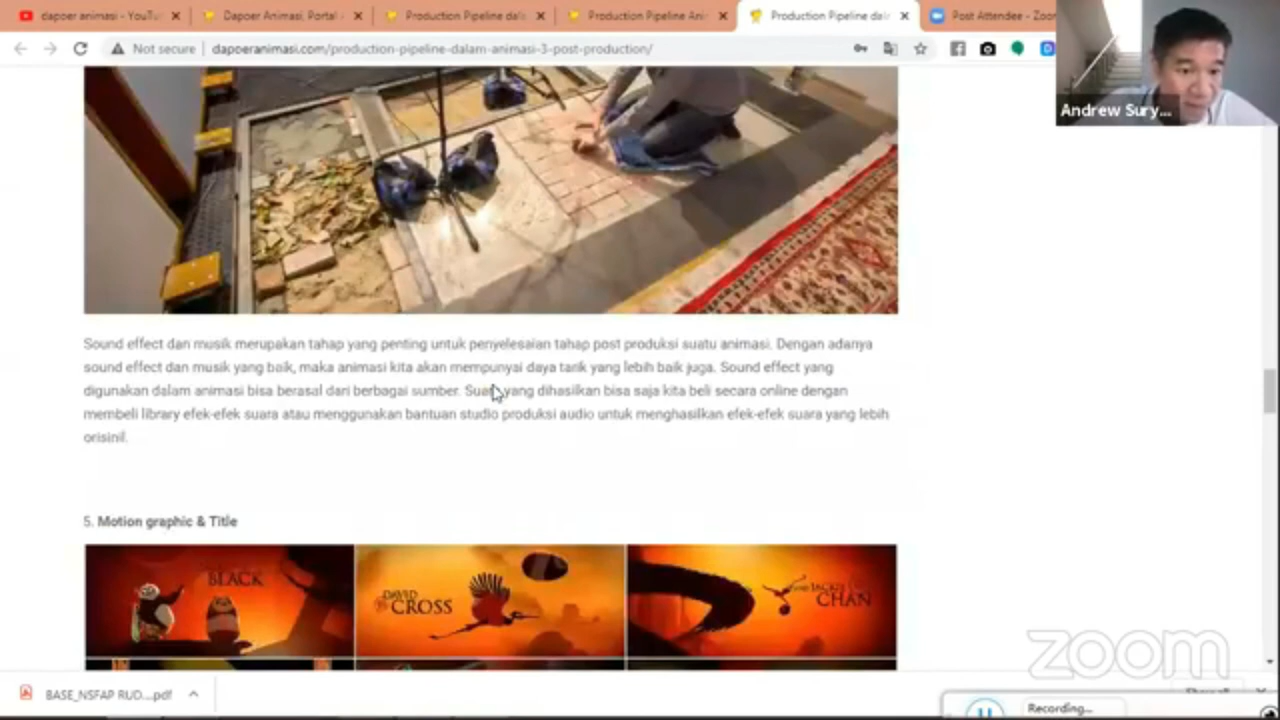 dapoer animasi - YouTu
Dapoer Animasi, Portal
Production Pipeline dala
Production Pipeline Ani
Production Pipeline dala
Post Attendee - Zoom
Not secure
dapoeranimasi.com/production-pipeline-dalam-animasi-3-post-production/
Andrew Sury...
Sound effect dan musik merupakan tahap yang penting untuk penyelesaian tahap post produksi suatu animasi. Dengan adanya
sound effect dan musik yang baik, maka animasi kita akan mempunyai daya tarik yang lebih baik juga. Sound effect yang
digunakan dalam animasi bisa berasal dari berbagai sumber. Sua yang dihasilkan bisa saja kita beli secara online dengan
membeli library efek-efek suara atau menggunakan bantuan studio produksi audio untuk menghasilkan efek-efek suara yang lebih
orisinil.
5. Motion graphic & Title
BLACK
DAVID
CROSS
JACKIE
CHAN
zoom
BASE_NSFAP RUD....pdf
Recording...